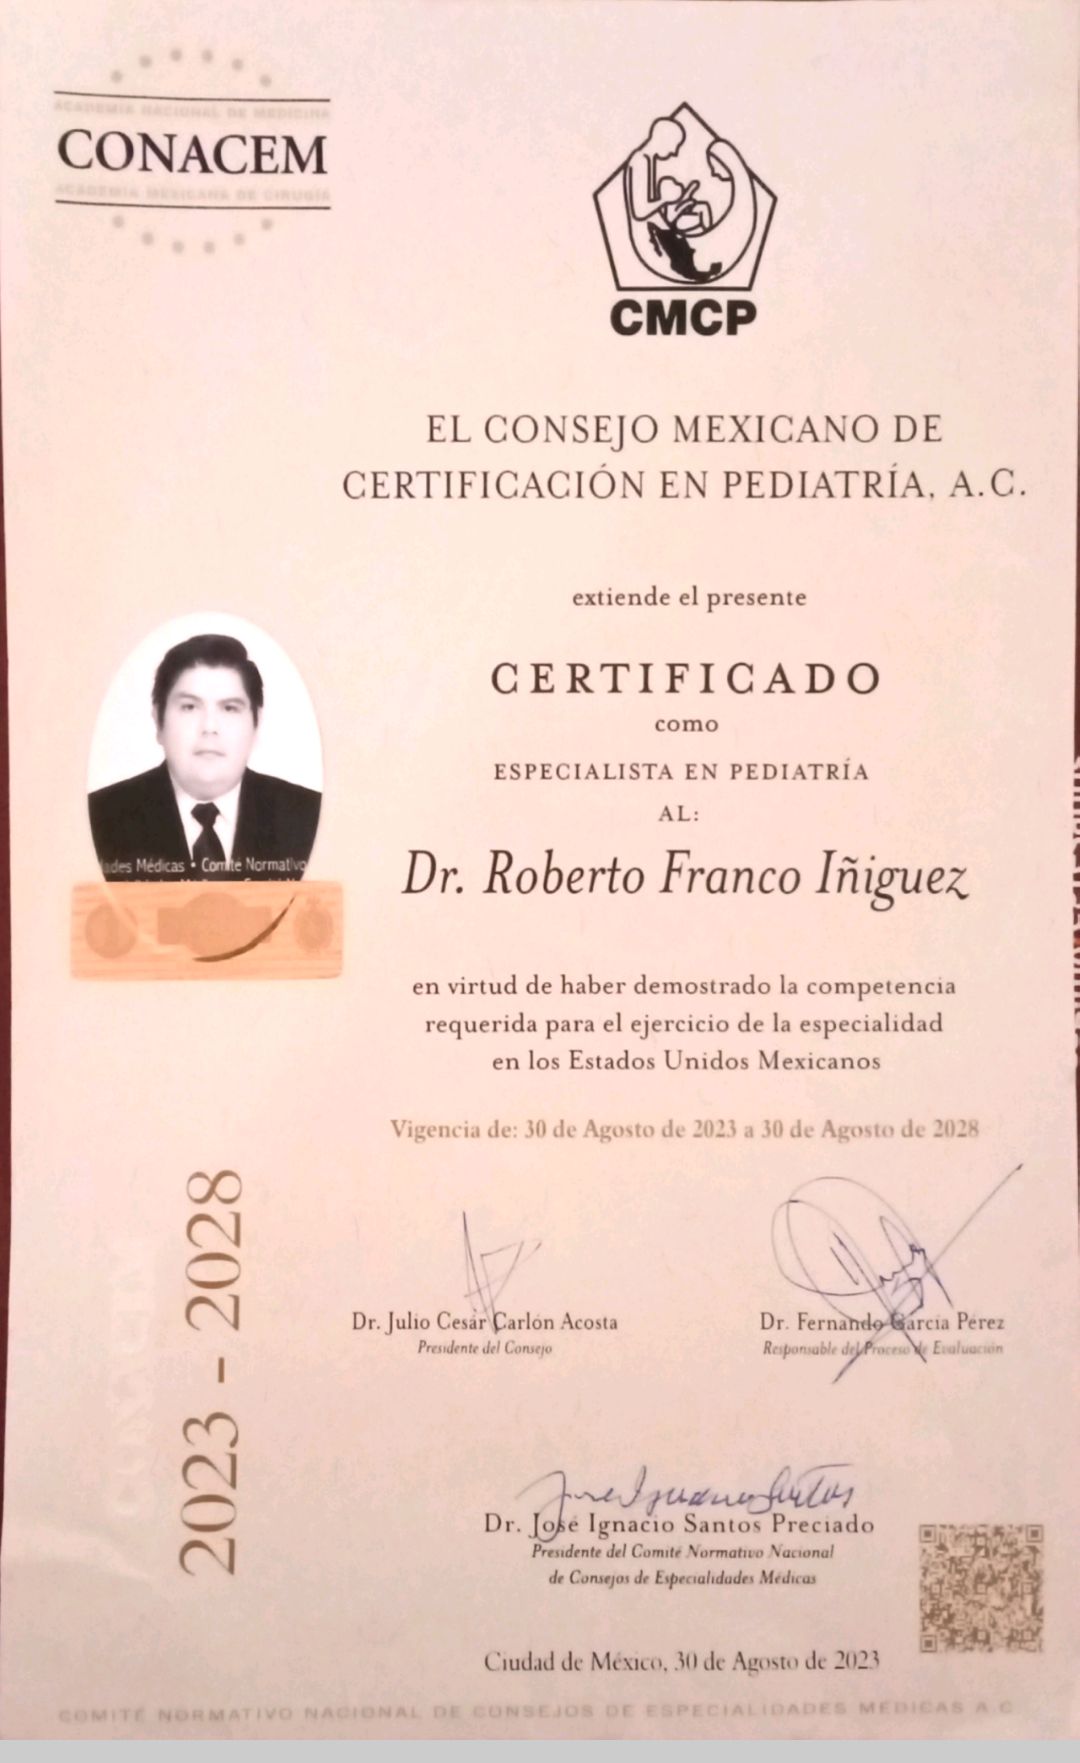 ACADEMIA NACIONAL DE MEDICINA
CONACEM
ACADEMIA MEXICANA DE CIRUGÍA
CMCP
EL CONSEJO MEXICANO DE
CERTIFICACIÓN EN PEDIATRÍA, A.C.
extiende el presente
CERTIFICADO
como
ESPECIALISTA EN PEDIATRÍA
AL:
Dr. Roberto Franco Iñiguez
dades Médicas • Comité Normativo
en virtud de haber demostrado la competencia
requerida para el ejercicio de la especialidad
en los Estados Unidos Mexicanos
Vigencia de: 30 de Agosto de 2023 a 30 de Agosto de 2028
2023 - 2028
Dr. Julio Cesár Carlón Acosta
Presidente del Consejo
Dr. Fernando García Pérez
Responsable del Proceso de Evaluación
Dr. José Ignacio Santos Preciado
Presidente del Comité Normativo Nacional
de Consejos de Especialidades Médicas
Ciudad de México, 30 de Agosto de 2023
COMITÉ NORMATIVO NACIONAL DE CONSEJOS DE ESPECIALIDADES MEDICAS A.C.